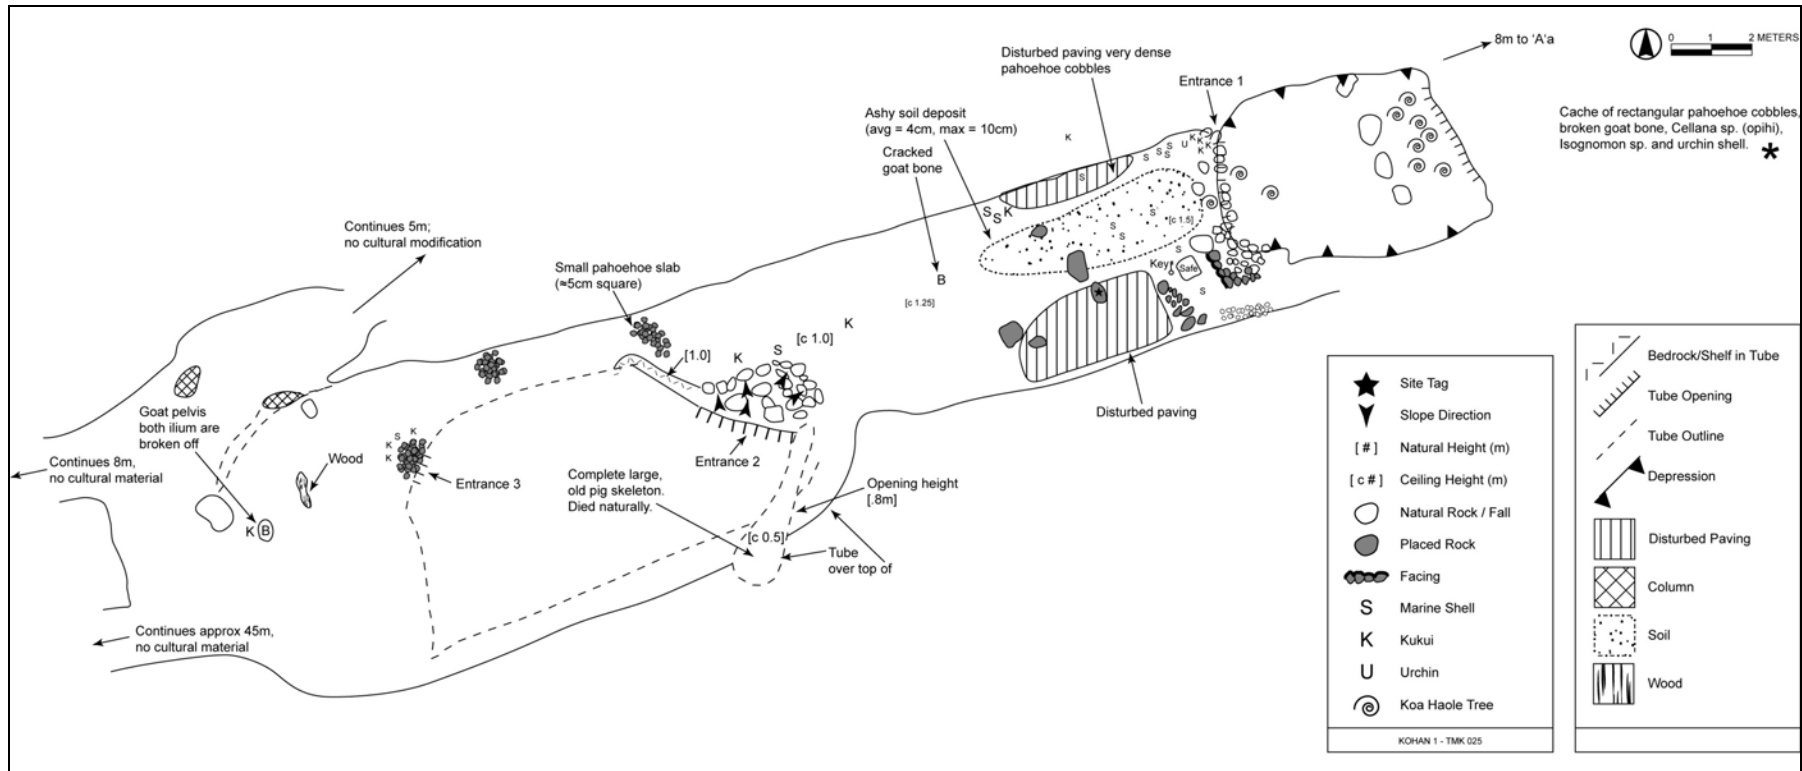 8m to ‘A‘a
0 1 2 METERS
Disturbed paving very dense
pahoehoe cobbles
Entrance 1
Cache of rectangular pahoehoe cobbles,
broken goat bone, Cellana sp. (opihi),
Isognomon sp. and urchin shell.
*
Ashy soil deposit
(avg = 4cm, max = 10cm)
Cracked
goat bone
K
S S S S
U K K K K
S
S S K
S
[c 1.5]
S
S
S
Key
Safe
S
B
[c 1.25]
Continues 5m;
no cultural modification
Small pahoehoe slab
(≈5cm square)
K
[c 1.0]
S
K
[1.0]
Disturbed paving
Entrance 2
Goat pelvis
both ilium are
broken off
K S K
K
Wood
Entrance 3
Continues 8m,
no cultural material
K B
Complete large,
old pig skeleton.
Died naturally.
Opening height
[.8m]
[c 0.5]
Tube
over top of
Continues approx 45m,
no cultural material
Site Tag
Slope Direction
[ # ] Natural Height (m)
[ c # ] Ceiling Height (m)
Natural Rock / Fall
Placed Rock
Facing
S Marine Shell
K Kukui
U Urchin
Koa Haole Tree
KOHAN 1 - TMK 025
Bedrock/Shelf in Tube
Tube Opening
Tube Outline
Depression
Disturbed Paving
Column
Soil
Wood